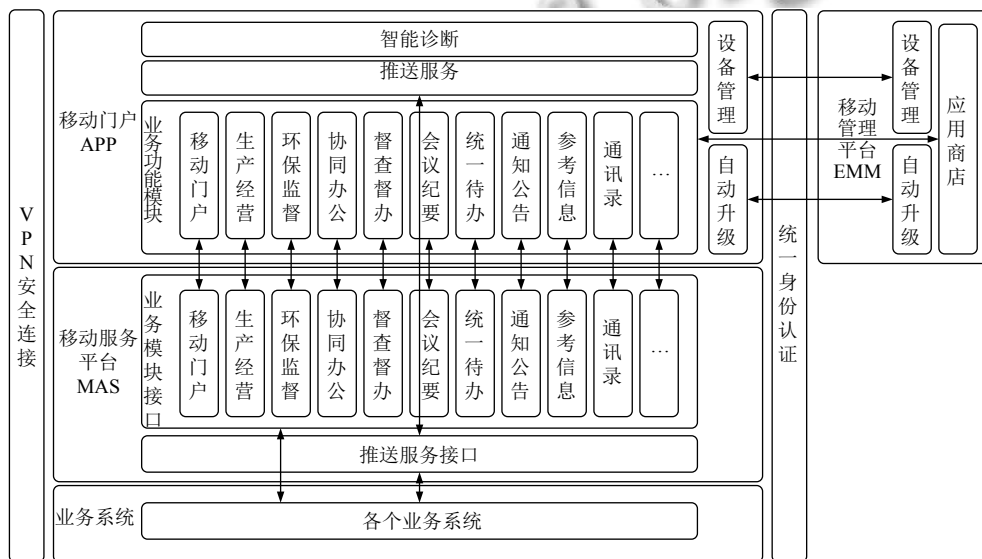 VPN安全连接
移动门户
APP
智能诊断
推送服务
业务功能模块
移动门户
生产经营
环保监督
协同办公
督查督办
会议纪要
统一待办
通知公告
参考信息
通讯录
…
设备管理
自动升级
移动服务
平台
MAS
业务模块接口
移动门户
生产经营
环保监督
协同办公
督查督办
会议纪要
统一待办
通知公告
参考信息
通讯录
…
推送服务接口
业务系统
各个业务系统
统一身份认证
移动
管理
平台
EMM
设备管理
自动升级
应用商店